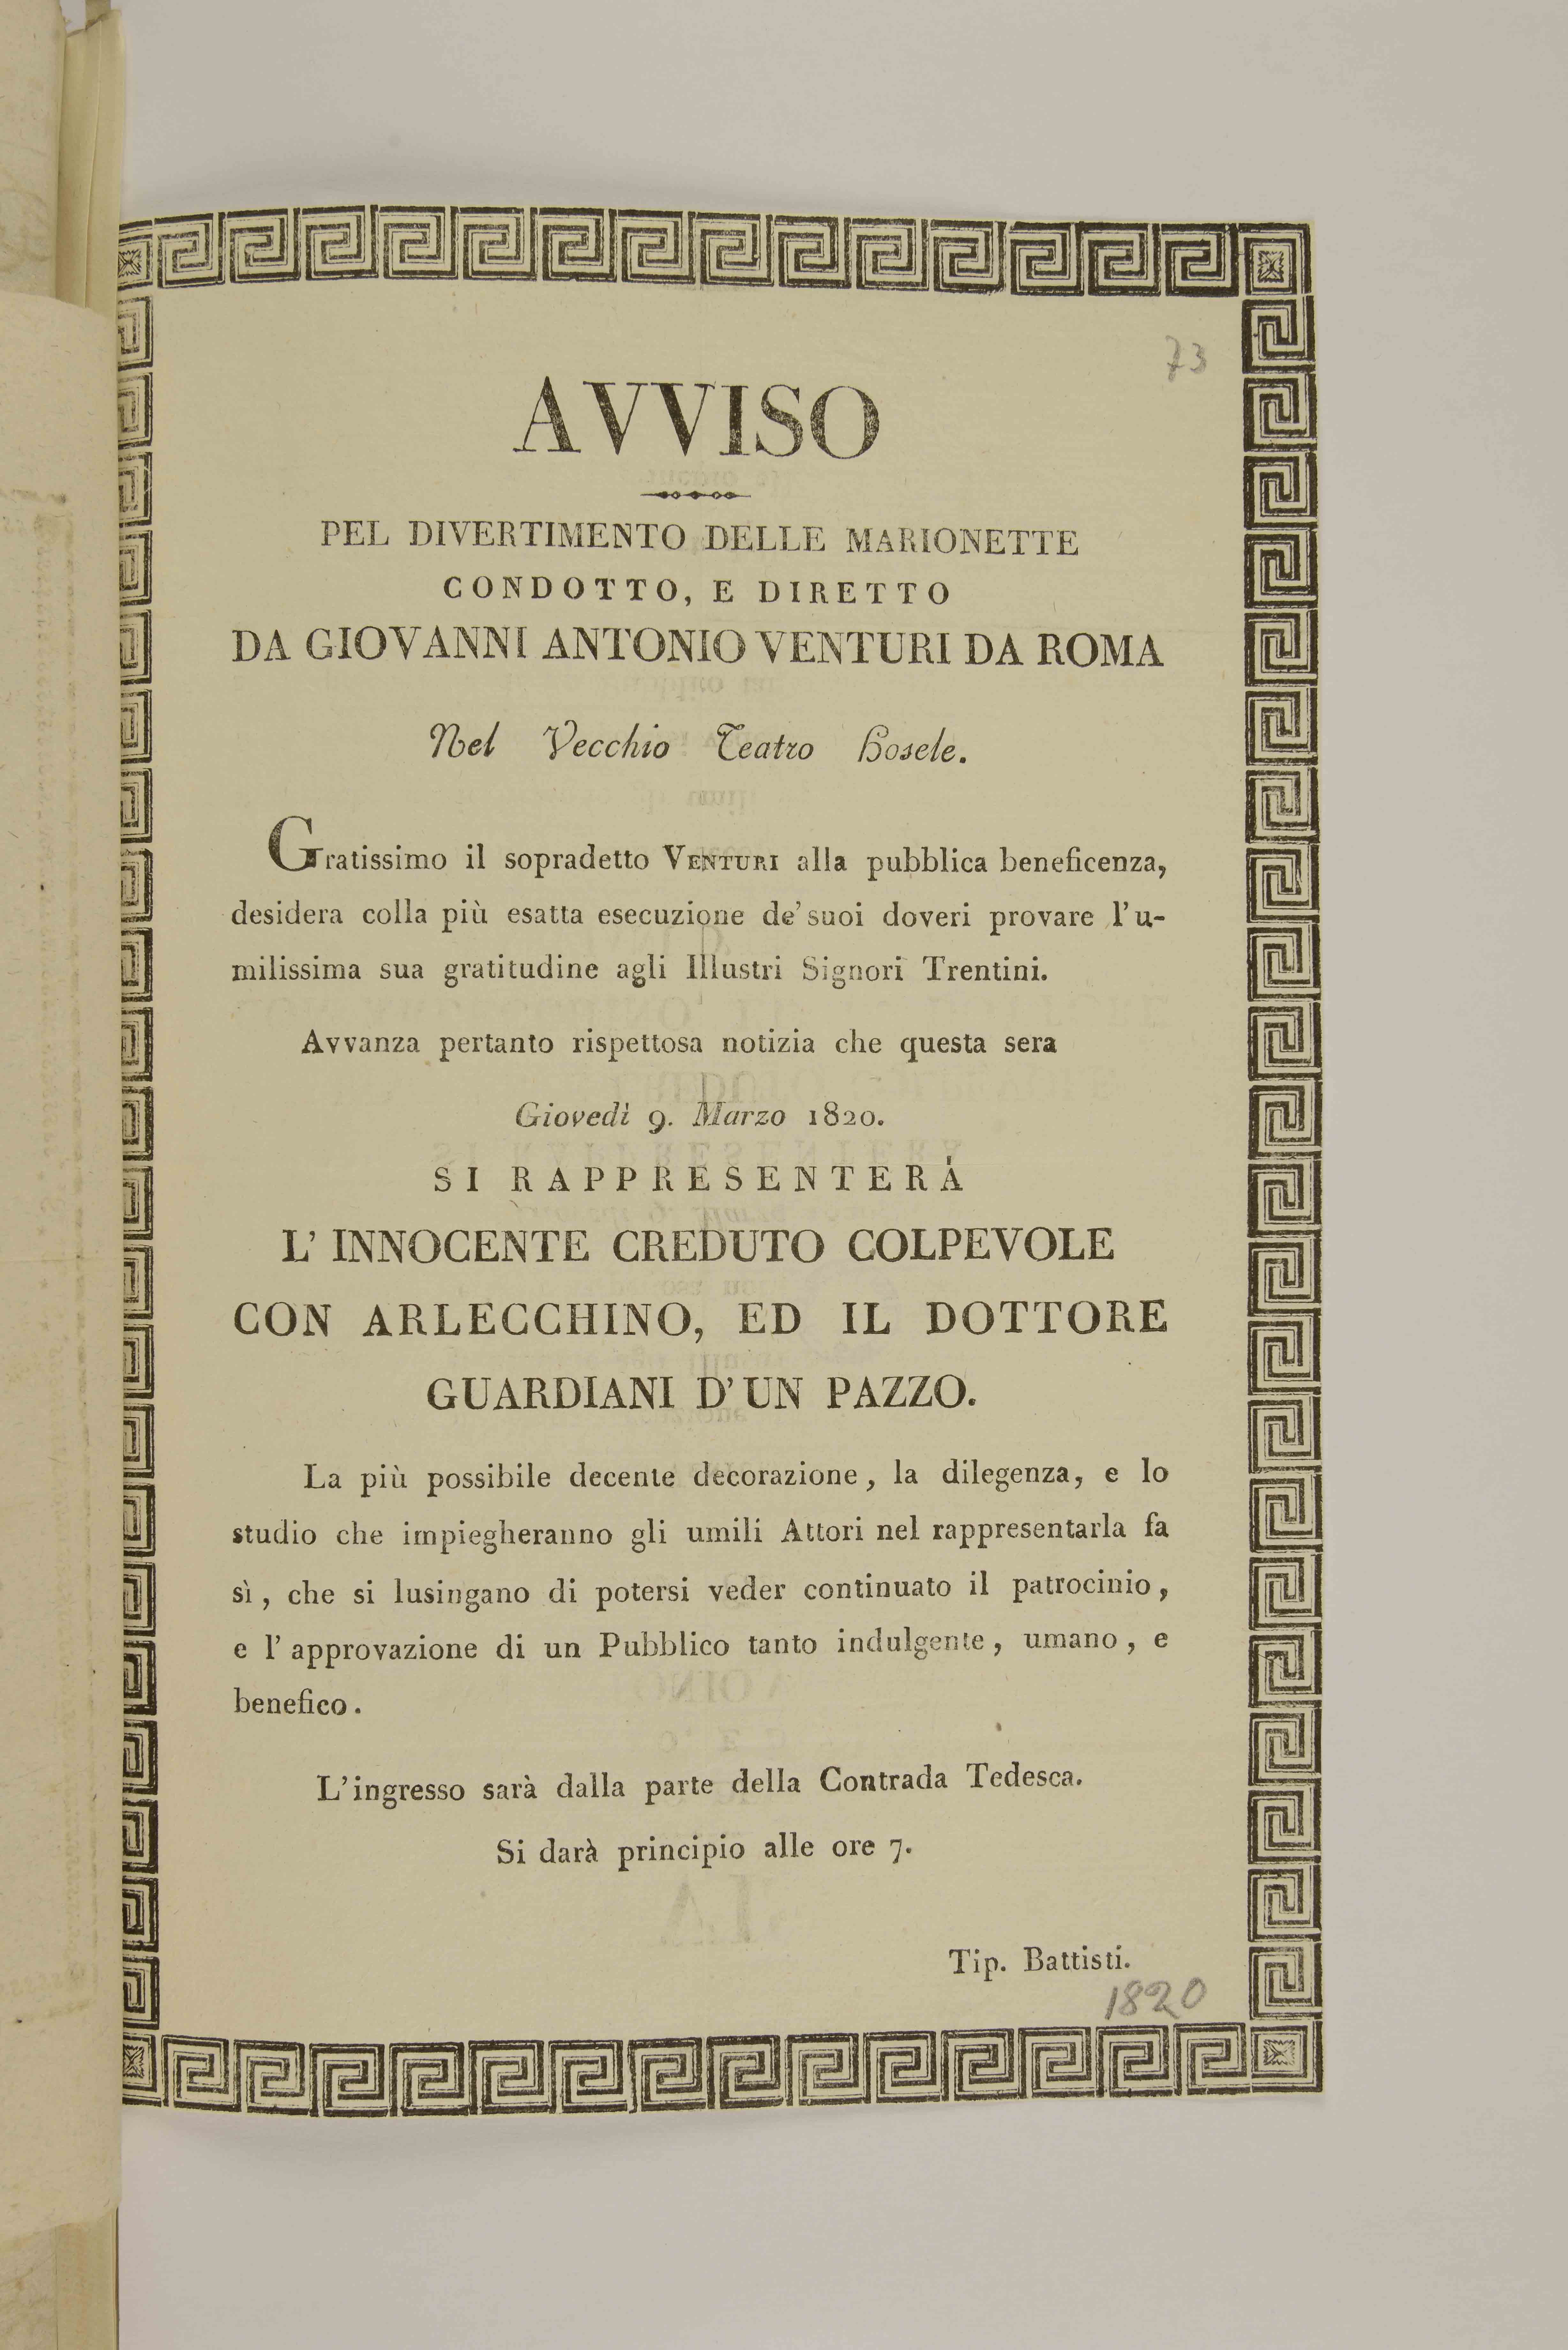 73
AVVISO
PEL DIVERTIMENTO DELLE MARIONETTE
CONDOTTO, E DIRETTO
DA GIOVANNI ANTONIO VENTURI DA ROMA
Nel Vecchio Teatro Hosele.
Gratissimo il sopradetto VENTURI alla pubblica beneficenza,
desidera colla più esatta esecuzione de' suoi doveri provare l'u-
milissima sua gratitudine agli Illustri Signori Trentini.
Avvanza pertanto rispettosa notizia che questa sera
Giovedì 9. Marzo 1820.
SI RAPPRESENTERÀ
L' INNOCENTE CREDUTO COLPEVOLE
CON ARLECCHINO, ED IL DOTTORE
GUARDIANI D' UN PAZZO.
La più possibile decente decorazione, la dilegenza, e lo
studio che impiegheranno gli umili Attori nel rappresentarla fa
sì, che si lusingano di potersi veder continuato il patrocinio,
e l'approvazione di un Pubblico tanto indulgente, umano, e
benefico.
L'ingresso sarà dalla parte della Contrada Tedesca.
Si darà principio alle ore 7.
Tip. Battisti.
1820